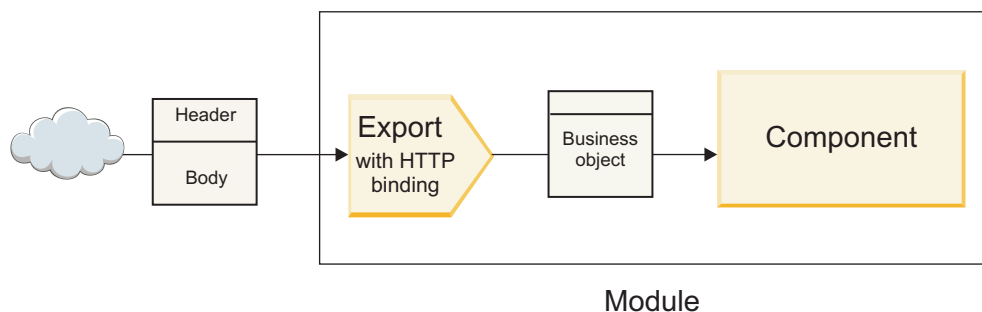 Header
Body
Export
with HTTP
binding
Business
object
Component
Module